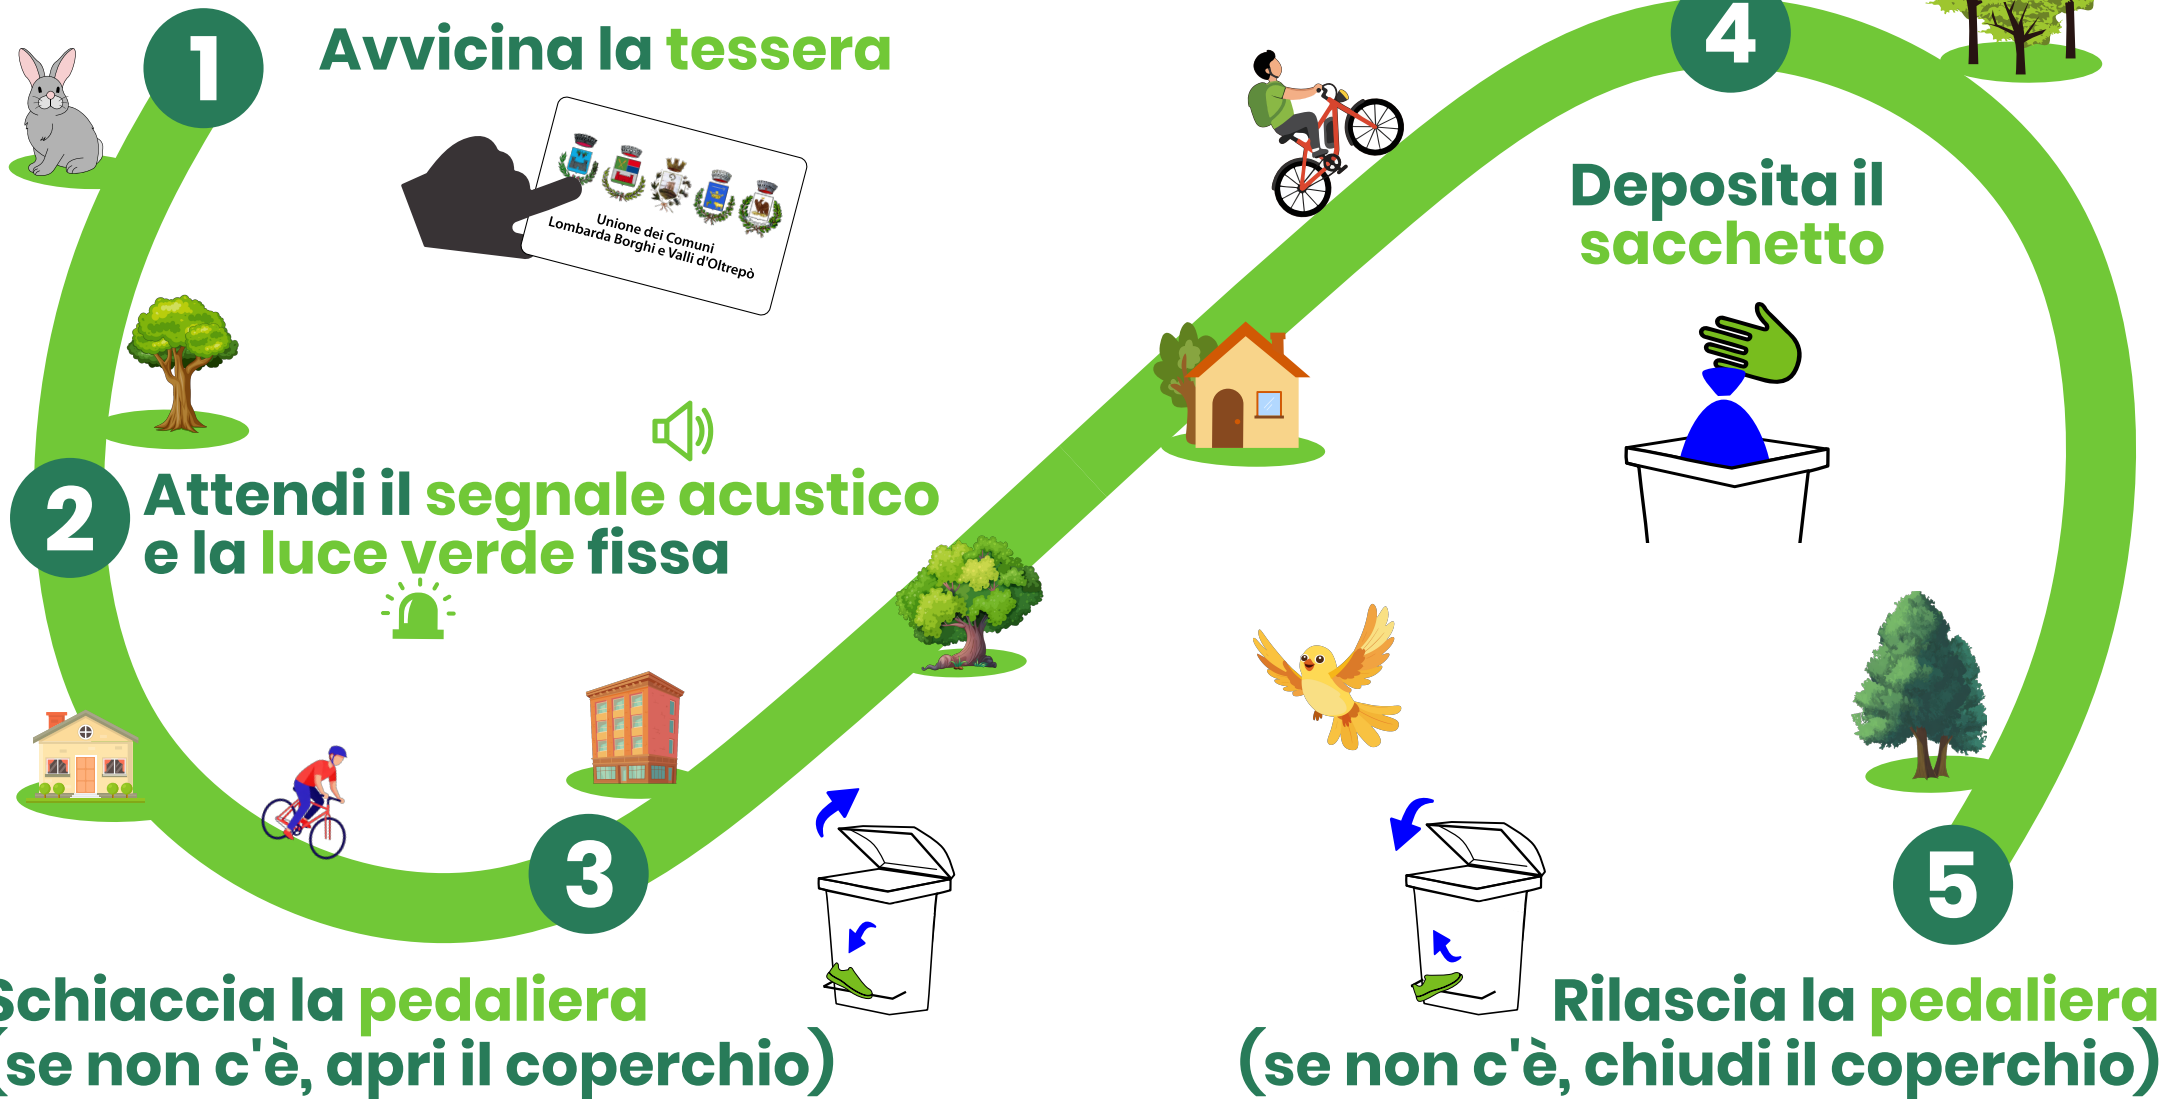 1
Avvicina la tessera
Unione dei Comuni
Lombarda Borghi e Valli d'Oltrepò
2
Attendi il segnale acustico
e la luce verde fissa
3
Schiaccia la pedaliera
(se non c'è, apri il coperchio)
4
Deposita il
sacchetto
5
Rilascia la pedaliera
(se non c'è, chiudi il coperchio)